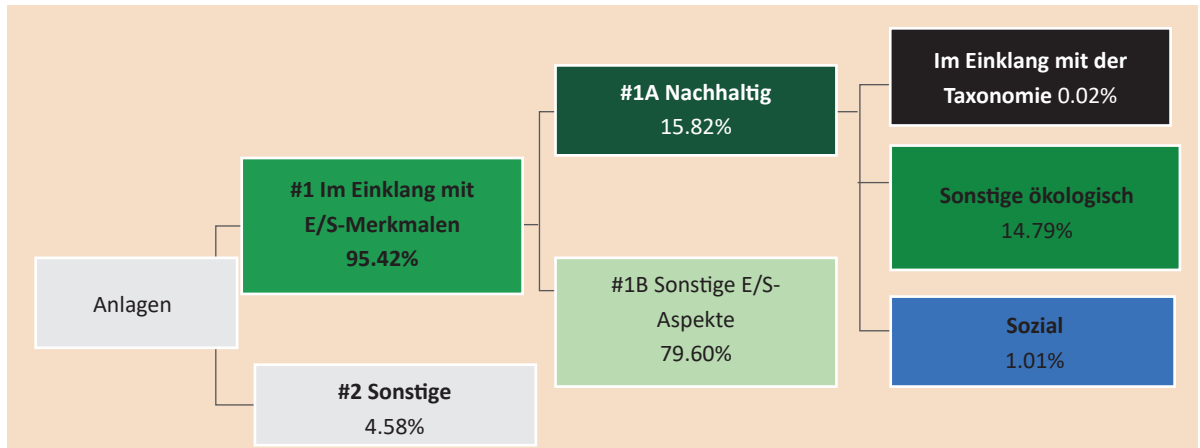 Anlagen
#1 Im Einklang mit
E/S-Merkmalen
95.42%
#2 Sonstige
4.58%
#1A Nachhaltig
15.82%
#1B Sonstige E/S-
Aspekte
79.60%
Im Einklang mit der
Taxonomie 0.02%
Sonstige ökologisch
14.79%
Sozial
1.01%